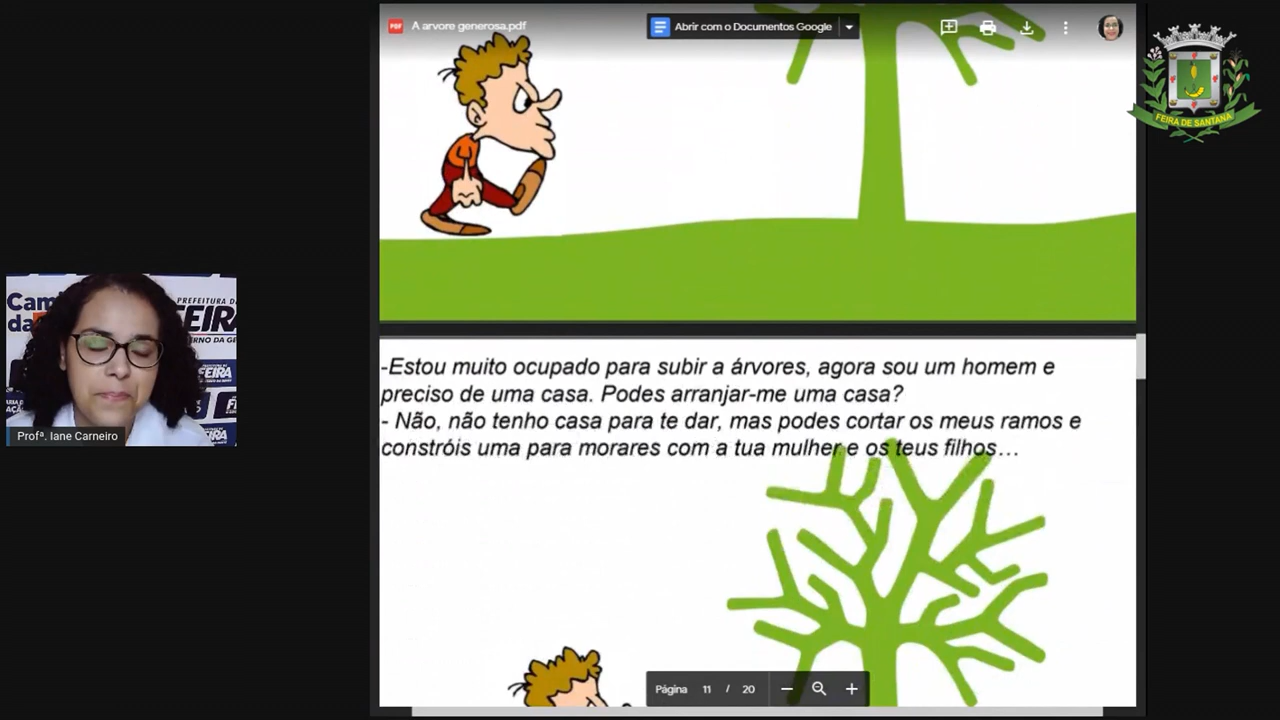 A arvore generosa.pdf
Abrir com o Documentos Google
FEIRA DE SANTANA
-Estou muito ocupado para subir a árvores, agora sou um homem e
preciso de uma casa. Podes arranjar-me uma casa?
- Não, não tenho casa para te dar, mas podes cortar os meus ramos e
constróis uma para morares com a tua mulher e os teus filhos…
PREFEITURA DE
FEIRA
Profª. Iane Carneiro
Página 11 / 20